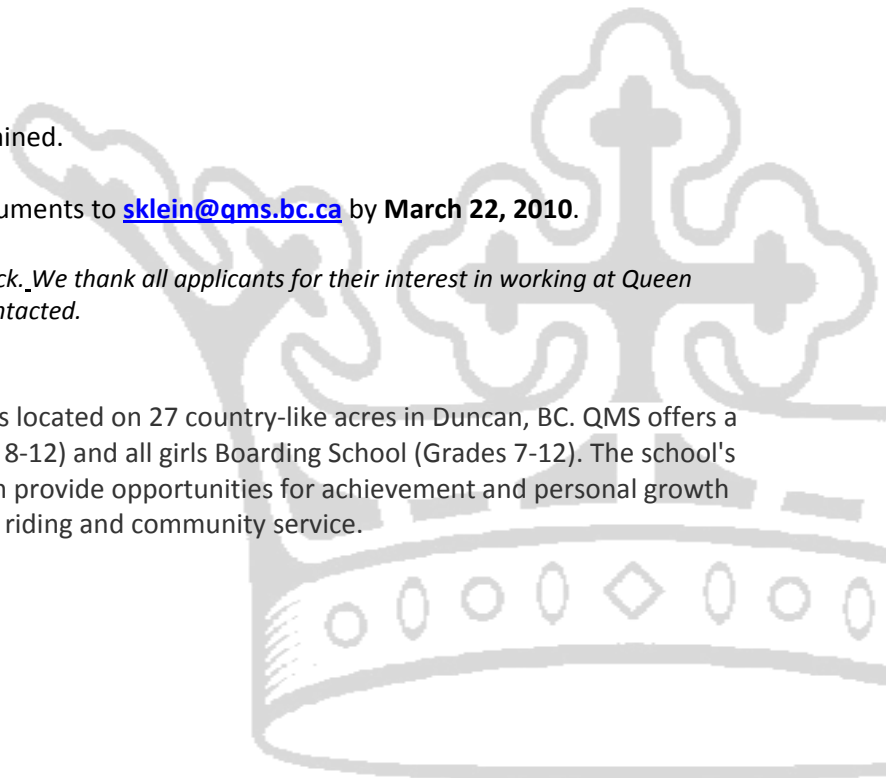 ined.
uments to sklein@qms.bc.ca by March 22, 2010.
ck. We thank all applicants for their interest in working at Queen
ntacted.
s located on 27 country-like acres in Duncan, BC. QMS offers a
8-12) and all girls Boarding School (Grades 7-12). The school's
n provide opportunities for achievement and personal growth
riding and community service.